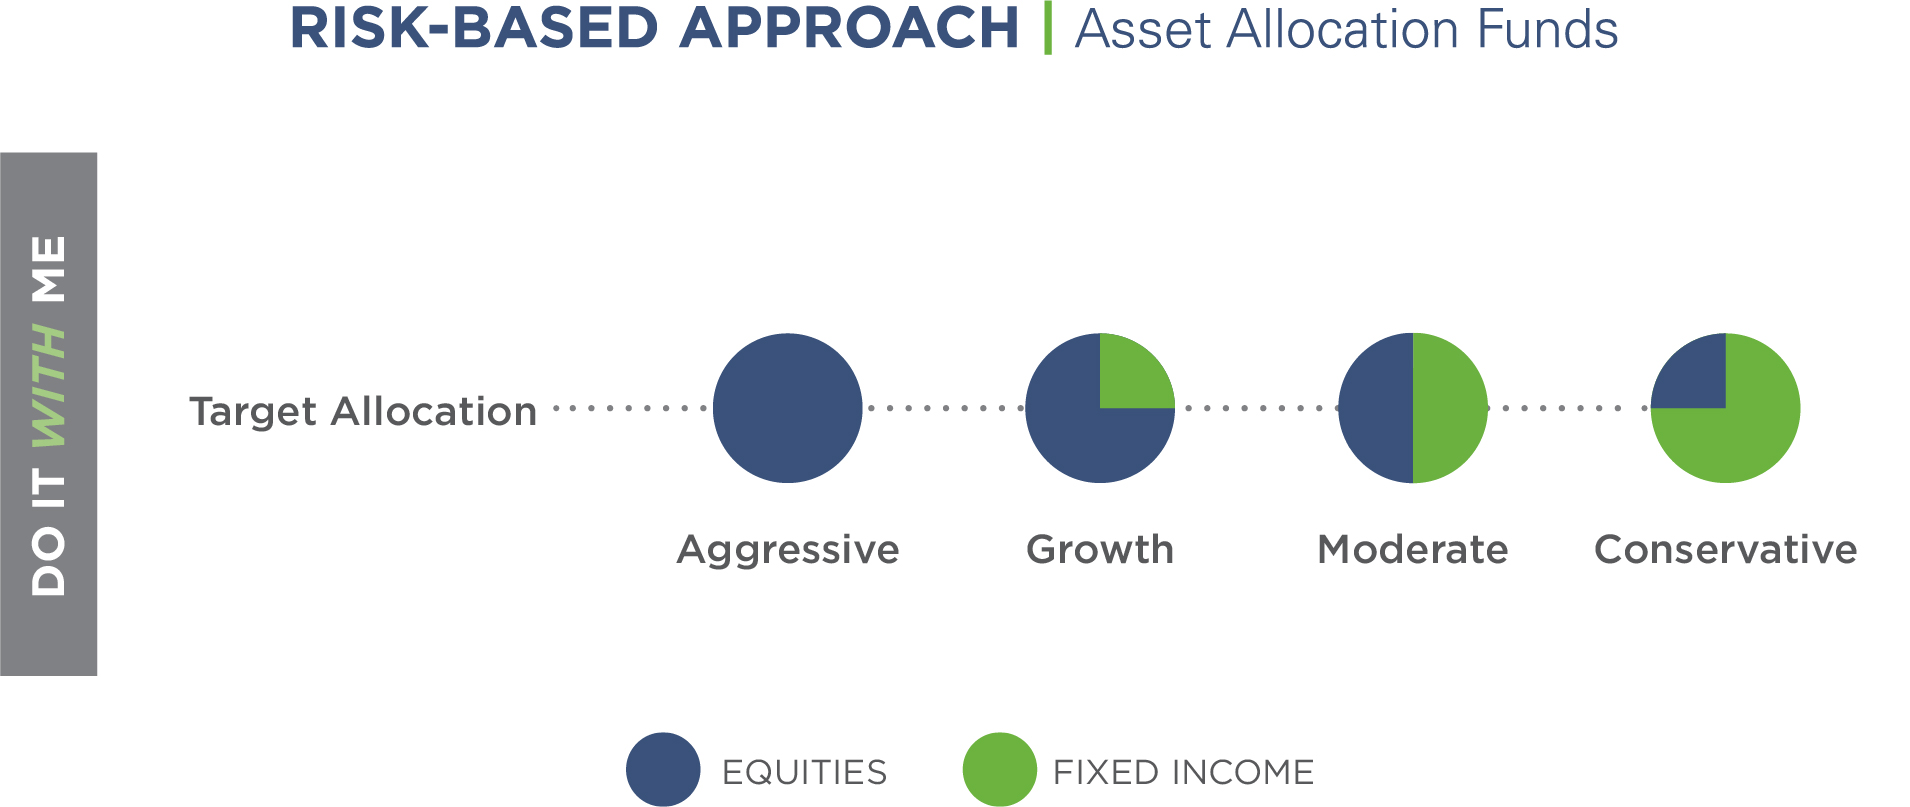 RISK-BASED APPROACH | Asset Allocation Funds
DO IT WITH ME
Target Allocation
Aggressive
Growth
Moderate
Conservative
EQUITIES
FIXED INCOME